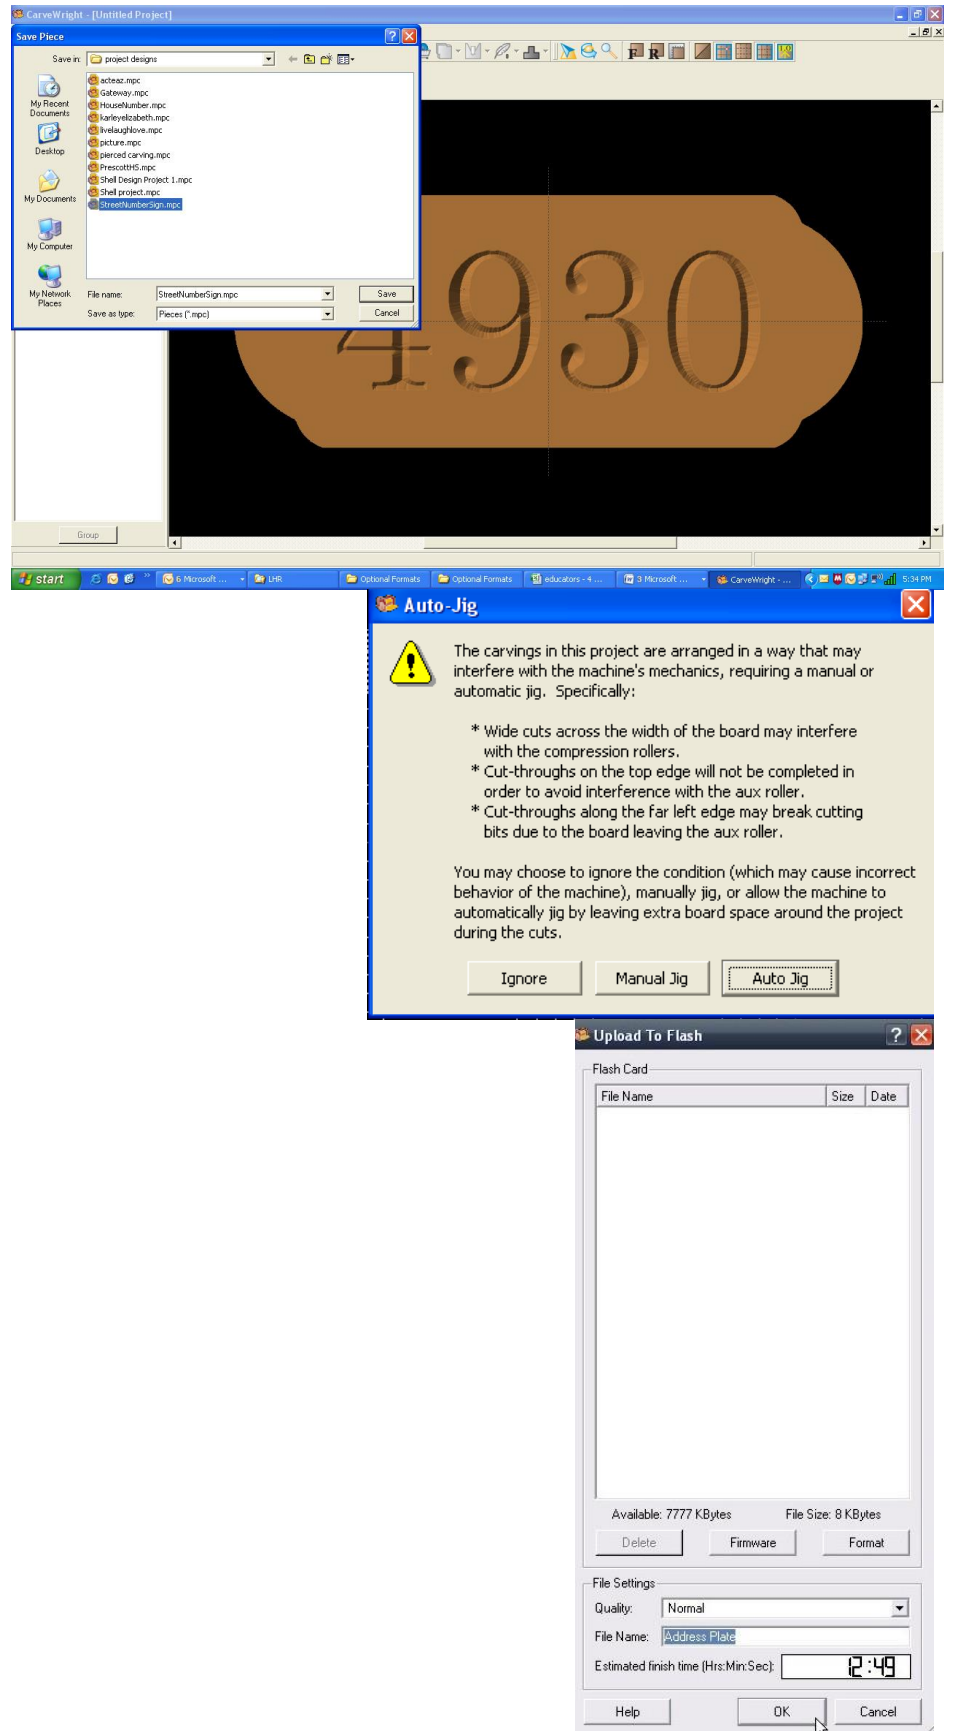 CarveWright - [Untitled Project]
Save Piece
Save in: project designs
acteaz.mpc
Gateway.mpc
HouseNumber.mpc
karleyelizabeth.mpc
livelaughlove.mpc
picture.mpc
pierced carving.mpc
PrescottHS.mpc
Shell Design Project 1.mpc
Shell project.mpc
StreetNumberSign.mpc
My Recent
Documents
Desktop
My Documents
My Computer
My Network
Places
File name: StreetNumberSign.mpc Save
Save as type: Pieces (*.mpc) Cancel
F R
4930
Group
start 6 Microsoft ... LHR Optional Formats Optional Formats educators - 4 ... 3 Microsoft ... CarveWright - ... 5:34 PM
Auto-Jig
The carvings in this project are arranged in a way that may
interfere with the machine's mechanics, requiring a manual or
automatic jig. Specifically:
* Wide cuts across the width of the board may interfere
with the compression rollers.
* Cut-throughs on the top edge will not be completed in
order to avoid interference with the aux roller.
* Cut-throughs along the far left edge may break cutting
bits due to the board leaving the aux roller.
You may choose to ignore the condition (which may cause incorrect
behavior of the machine), manually jig, or allow the machine to
automatically jig by leaving extra board space around the project
during the cuts.
Ignore Manual Jig Auto Jig
Upload To Flash
Flash Card
File Name Size Date
Available: 7777 KBytes File Size: 8 KBytes
Delete Firmware Format
File Settings
Quality: Normal
File Name: Address Plate
Estimated finish time (Hrs:Min:Sec): 12:49
Help OK Cancel